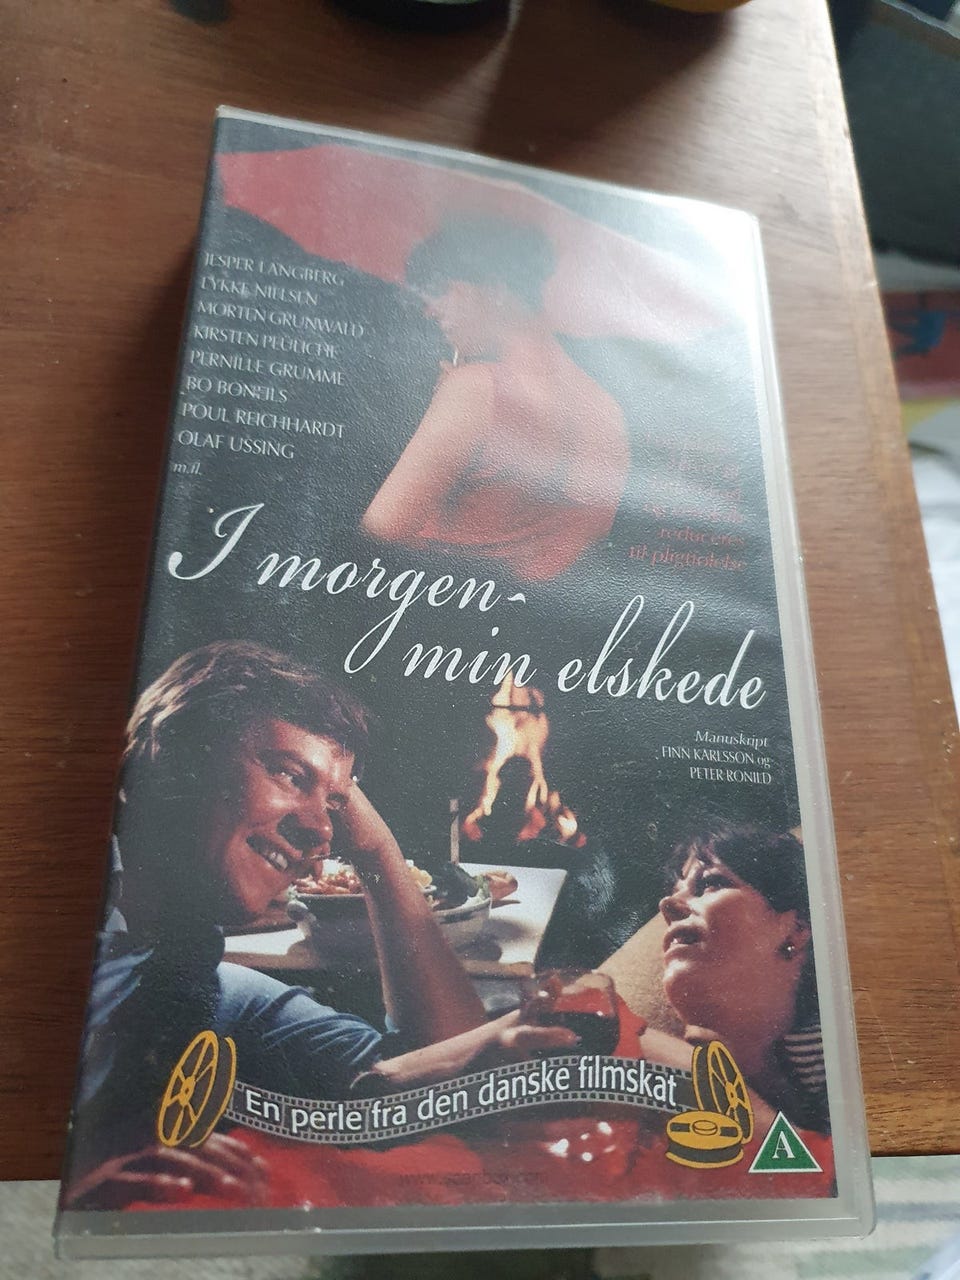 JESPER LANGBERG
LYKKE NIELSEN
MORTEN GRUNWALD
KIRSTEN PEÜLICHE
PERNILLE GRUMME
BO BONFILS
POUL REICHHARDT
OLAF USSING
m.fl.
reduceres
til pligtfølelse
I morgen-
min elskede
Manuskript
FINN KARLSSON og
PETER RONILD
En perle fra den danske filmskat
A